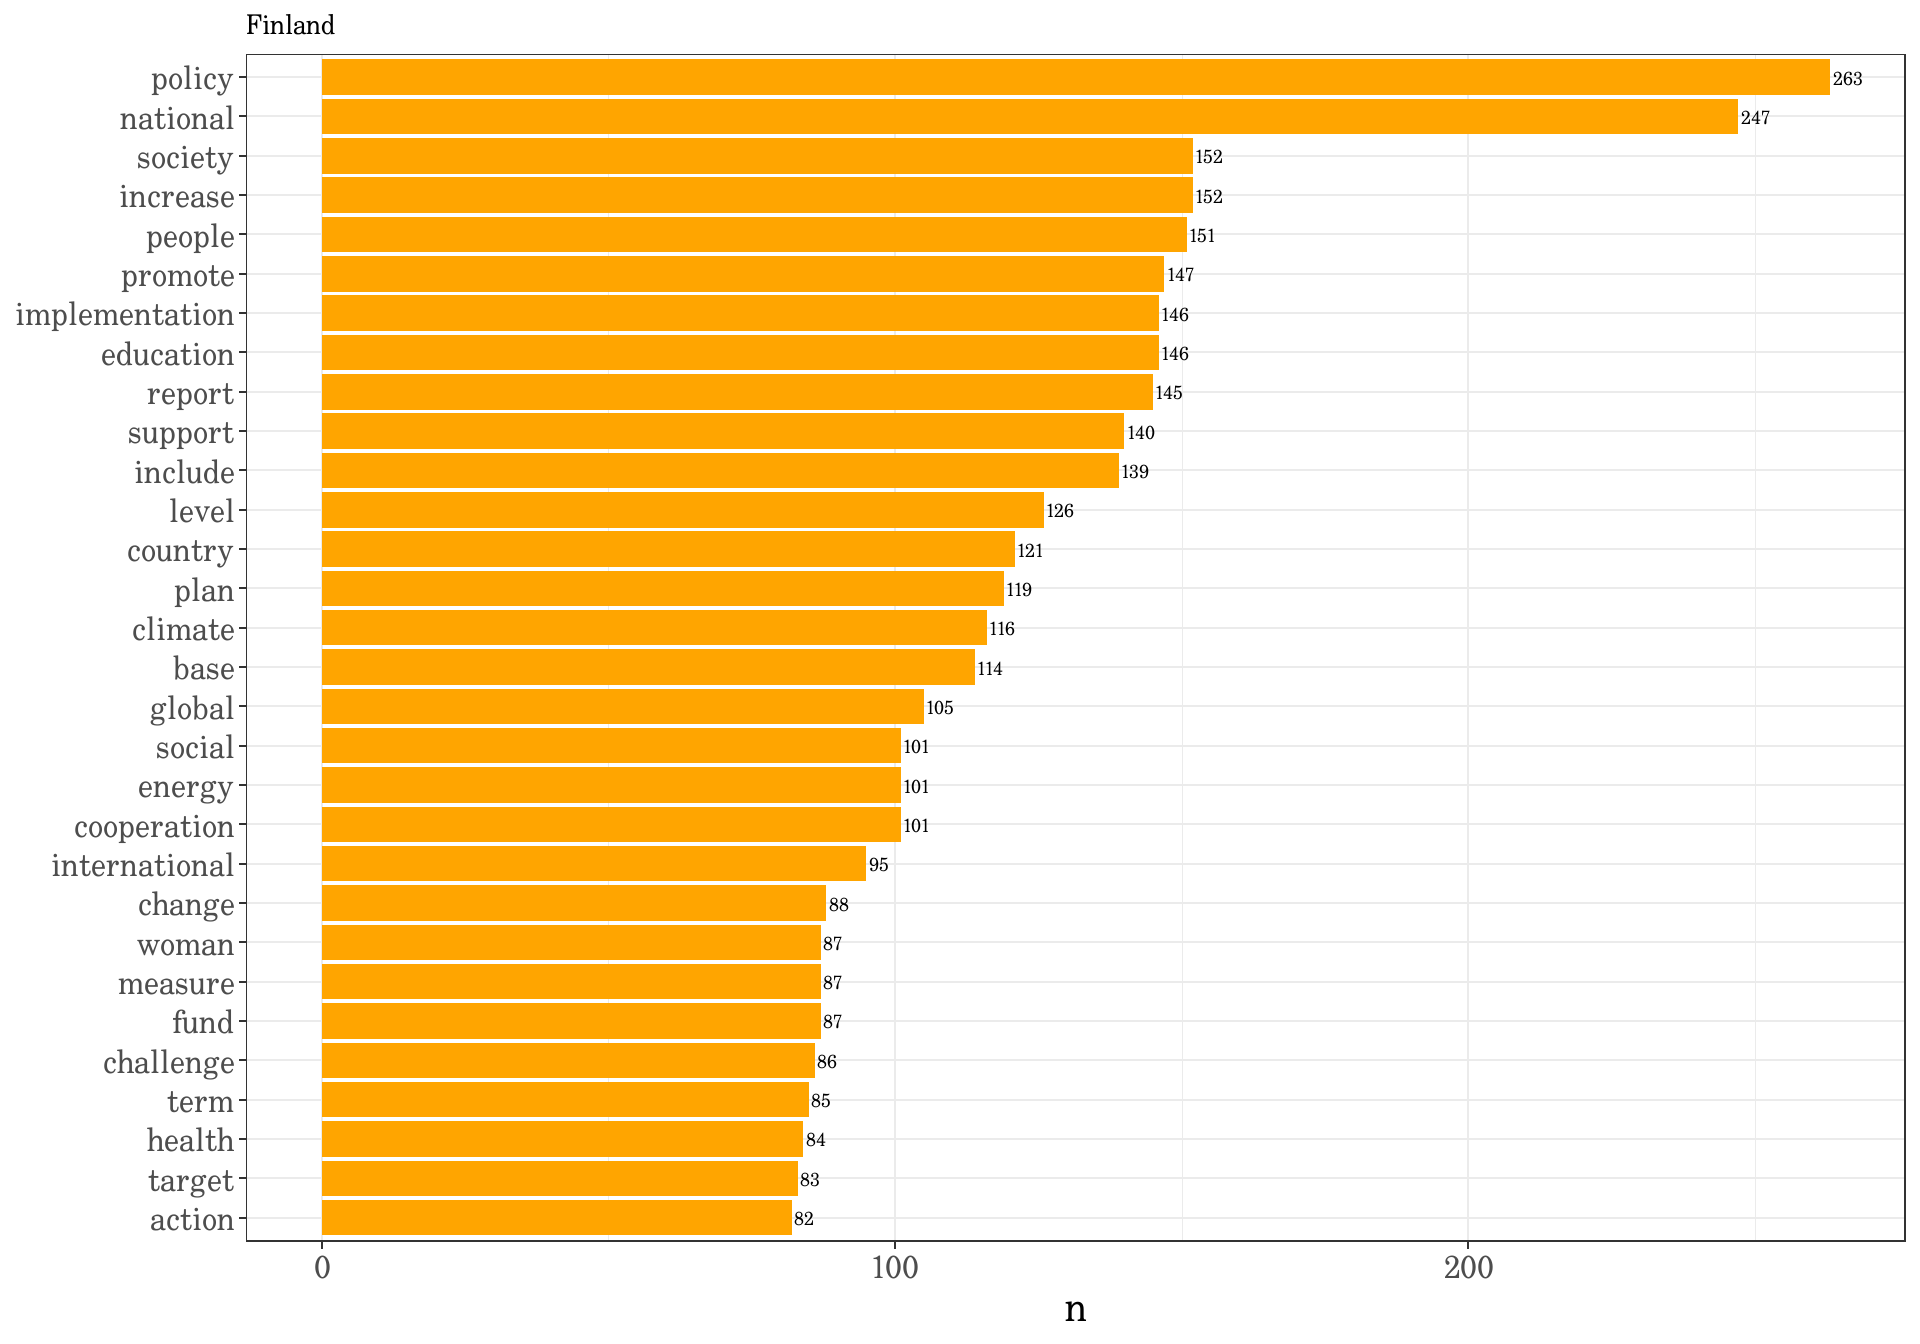 Finland
policy 263
national 247
society 152
increase 152
people 151
promote 147
implementation 146
education 146
report 145
support 140
include 139
level 126
country 121
plan 119
climate 116
base 114
global 105
social 101
energy 101
cooperation 101
international 95
change 88
woman 87
measure 87
fund 87
challenge 86
term 85
health 84
target 83
action 82
0 100 200
n